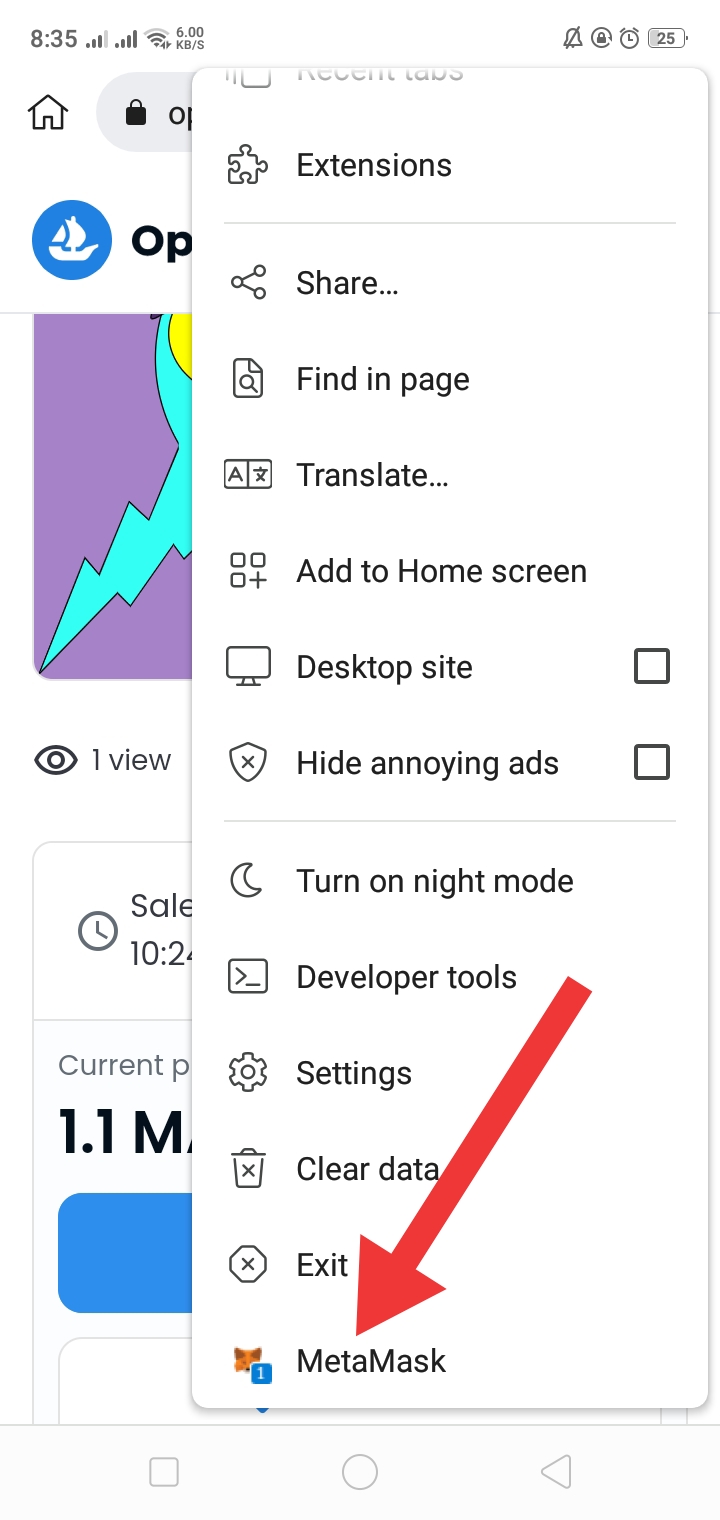 8:35
6.00
KB/S
25
Recent tabs
op
Extensions
Op
Share...
Find in page
A
Translate...
Add to Home screen
Desktop site
1 view
Hide annoying ads
Turn on night mode
Sale
10:24
Developer tools
Current p
Settings
1.1 MA
Clear data
Exit
1
MetaMask